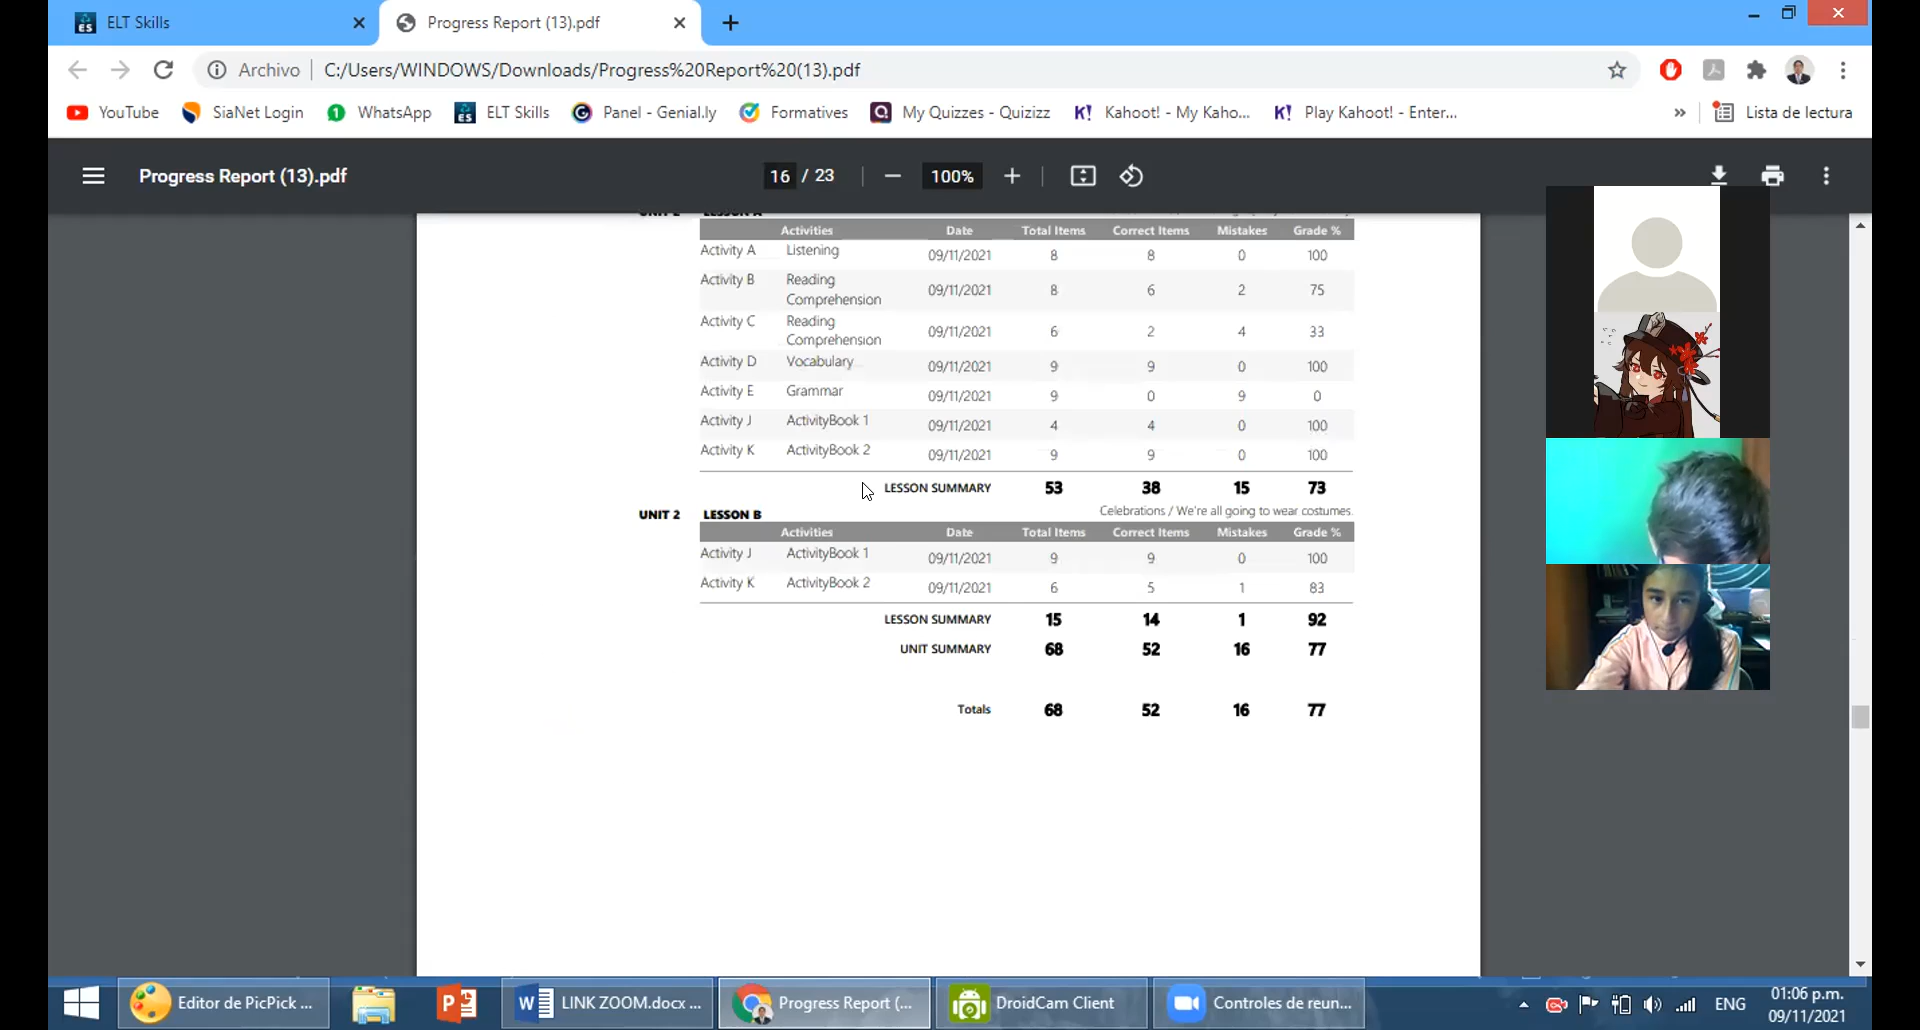 ELT Skills
Progress Report (13).pdf
Archivo C:/Users/WINDOWS/Downloads/Progress%20Report%20(13).pdf
YouTube SiaNet Login WhatsApp ELT Skills Panel - Genial.ly Formatives My Quizzes - Quizizz Kahoot! - My Kaho... Play Kahoot! - Enter... » Lista de lectura
Progress Report (13).pdf 16 / 23 100%
UNIT 2 LESSON A
Activities Date Total Items Correct Items Mistakes Grade %
Activity A Listening 09/11/2021 8 8 0 100
Activity B Reading Comprehension 09/11/2021 8 6 2 75
Activity C Reading Comprehension 09/11/2021 6 2 4 33
Activity D Vocabulary 09/11/2021 9 9 0 100
Activity E Grammar 09/11/2021 9 0 9 0
Activity J ActivityBook 1 09/11/2021 4 4 0 100
Activity K ActivityBook 2 09/11/2021 9 9 0 100
LESSON SUMMARY 53 38 15 73
UNIT 2 LESSON B Celebrations / We're all going to wear costumes.
Activities Date Total Items Correct Items Mistakes Grade %
Activity J ActivityBook 1 09/11/2021 9 9 0 100
Activity K ActivityBook 2 09/11/2021 6 5 1 83
LESSON SUMMARY 15 14 1 92
UNIT SUMMARY 68 52 16 77
Totals 68 52 16 77
Editor de PicPick ... LINK ZOOM.docx ... Progress Report (... DroidCam Client Controles de reun... ENG 01:06 p.m.
09/11/2021